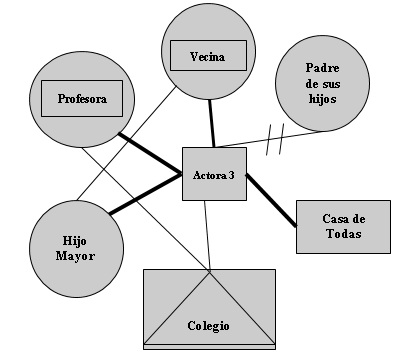 Vecina
Padre
de sus
hijos
Profesora
Actora 3
Casa de
Todas
Hijo
Mayor
Colegio